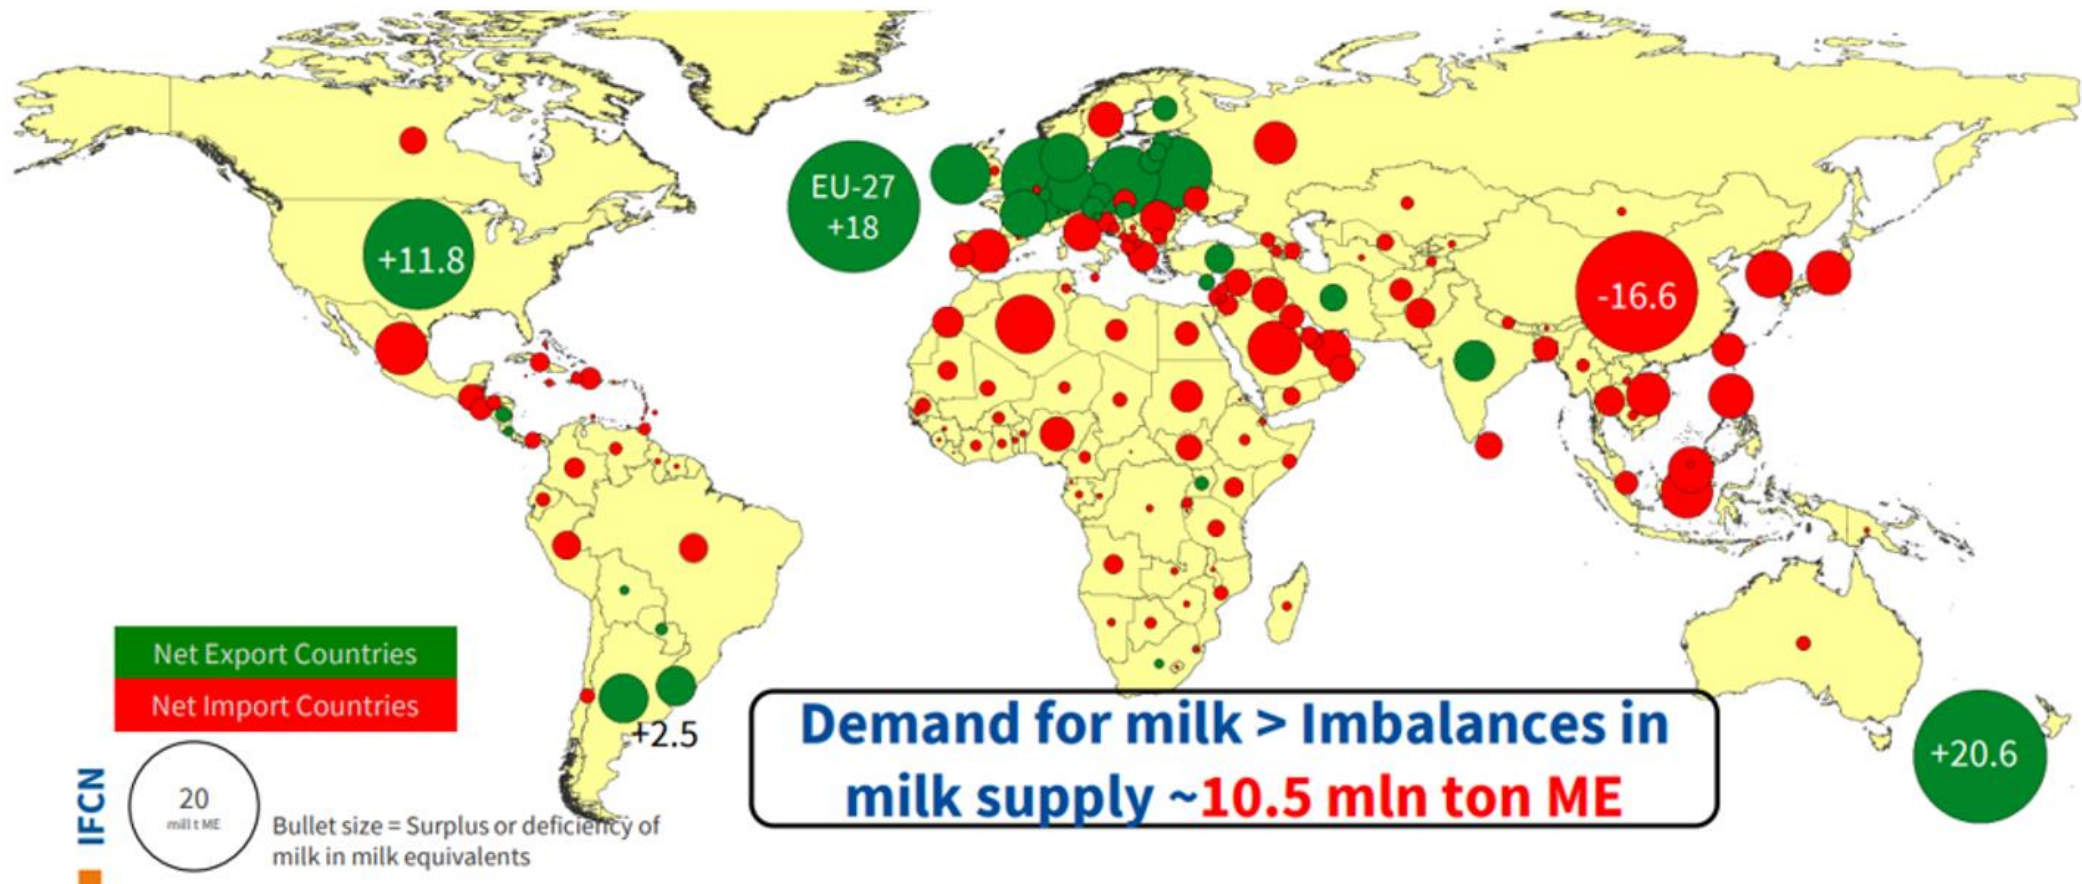 EU-27
+18
+11.8
-16.6
Net Export Countries
Net Import Countries
+2.5
+20.6
Demand for milk > Imbalances in
milk supply ~10.5 mln ton ME
IFCN
20
mill t ME
Bullet size = Surplus or deficiency of
milk in milk equivalents